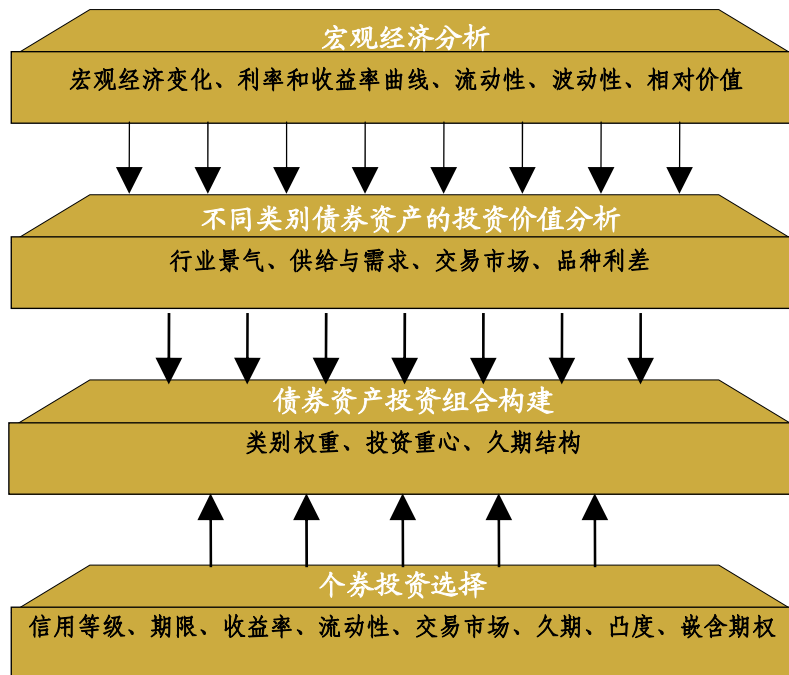 宏观经济分析
宏观经济变化、利率和收益率曲线、流动性、波动性、相对价值
不同类别债券资产的投资价值分析
行业景气、供给与需求、交易市场、品种利差
债券资产投资组合构建
类别权重、投资重心、久期结构
个券投资选择
信用等级、期限、收益率、流动性、交易市场、久期、凸度、嵌含期权